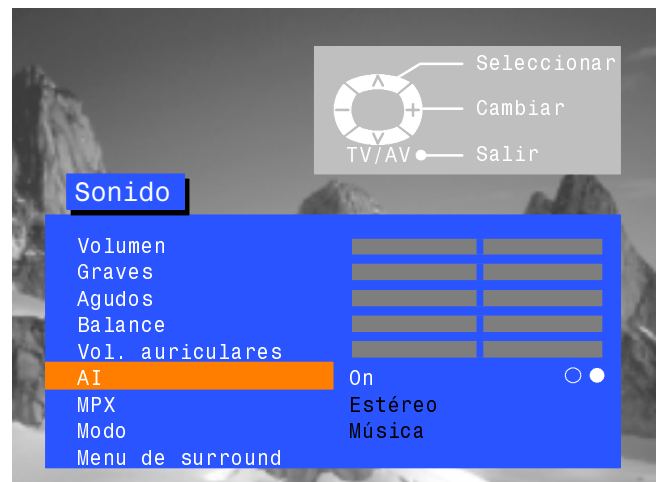 Seleccionar
Cambiar
TV/AV Salir
Sonido
Volumen
Graves
Agudos
Balance
Vol. auriculares
AI On
MPX Estéreo
Modo Música
Menu de surround